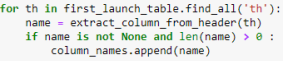 for th in first_launch_table.find_all('th'):
    name = extract_column_from_header(th)
    if name is not None and len(name) > 0 :
        column_names.append(name)